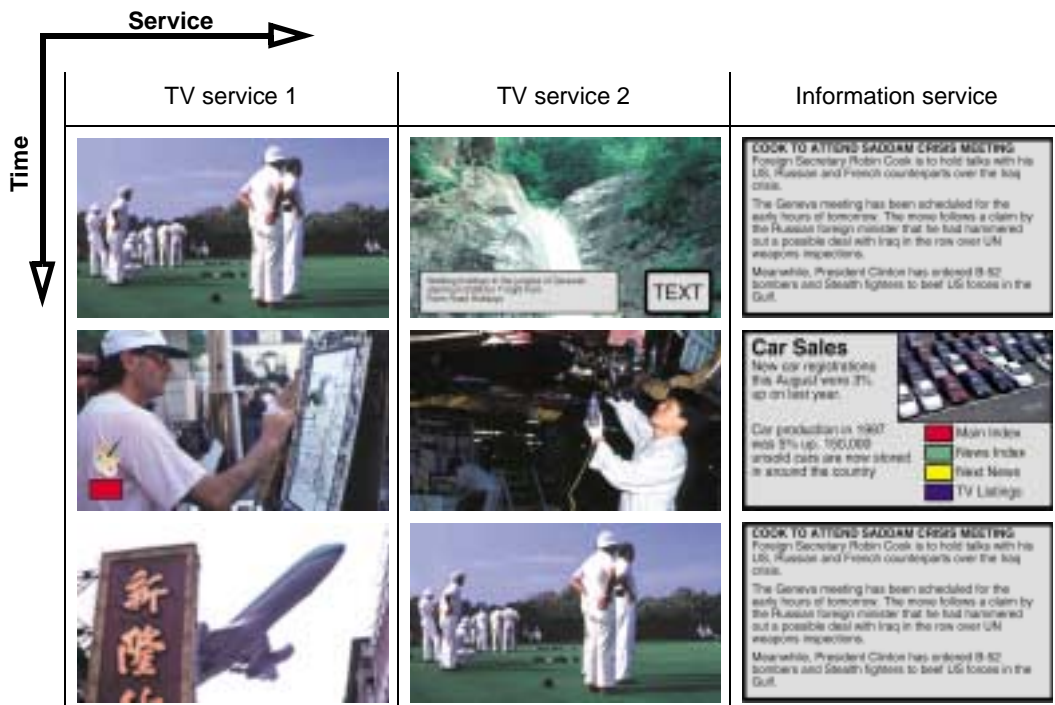 Service
Time
TV service 1
TV service 2
Information service
TEXT
COOK TO ATTEND SADDAM CRISIS MEETING
Foreign Secretary Robin Cook is to hold talks with his
US, Russian and French counterparts over the Iraq
crisis.
The Geneva meeting has been scheduled for the
early hours of tomorrow. The move follows a claim by
the Russian foreign minister that he had hammered
out a possible deal with Iraq in the row over UN
weapons inspections.
Meanwhile, President Clinton has ordered B-52
bombers and Stealth fighters to beef US forces in the
Gulf.
Car Sales
New car registrations
this August were 3%
up on last year.
Car production in 1997
was 5% up. 150,000
unsold cars are now stored
in around the country
Main Index
News Index
Next News
TV Listings
新
隆
COOK TO ATTEND SADDAM CRISIS MEETING
Foreign Secretary Robin Cook is to hold talks with his
US, Russian and French counterparts over the Iraq
crisis.
The Geneva meeting has been scheduled for the
early hours of tomorrow. The move follows a claim by
the Russian foreign minister that he had hammered
out a possible deal with Iraq in the row over UN
weapons inspections.
Meanwhile, President Clinton has ordered B-52
bombers and Stealth fighters to beef US forces in the
Gulf.